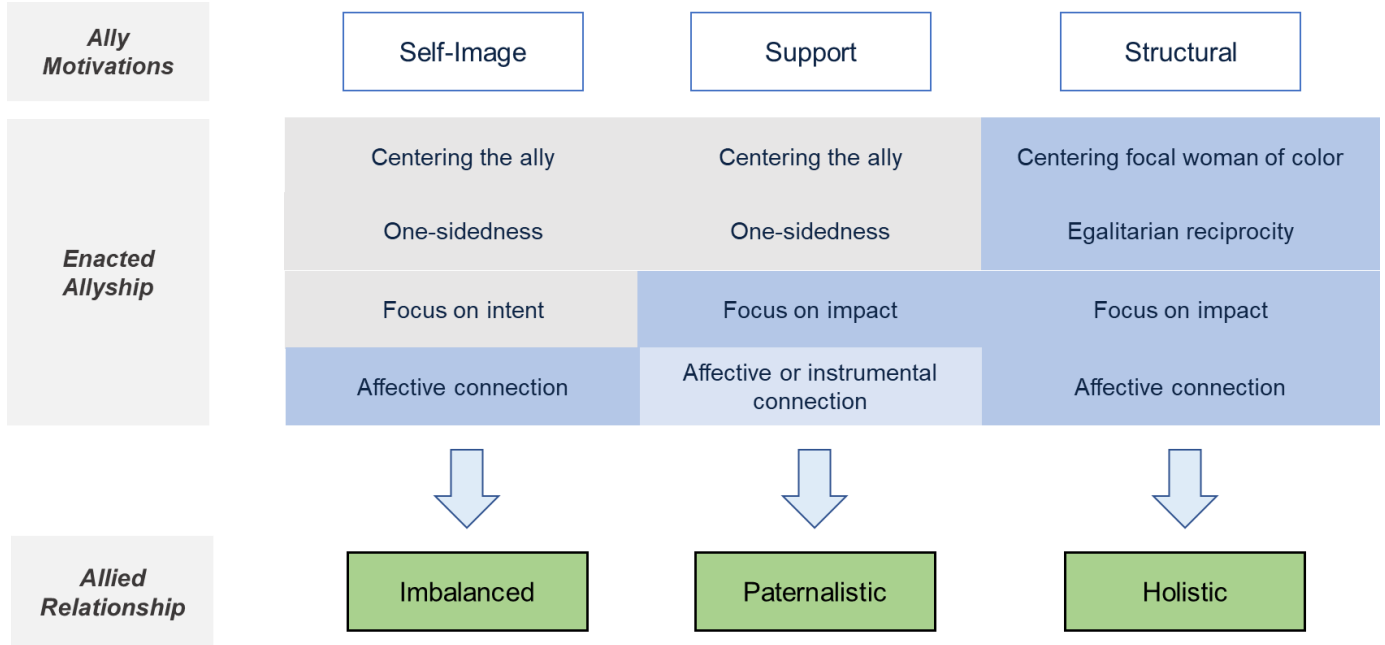 Ally
Motivations
Self-Image
Support
Structural
Enacted
Allyship
Centering the ally
Centering the ally
Centering focal woman of color
One-sidedness
One-sidedness
Egalitarian reciprocity
Focus on intent
Focus on impact
Focus on impact
Affective connection
Affective or instrumental
connection
Affective connection
Allied
Relationship
Imbalanced
Paternalistic
Holistic